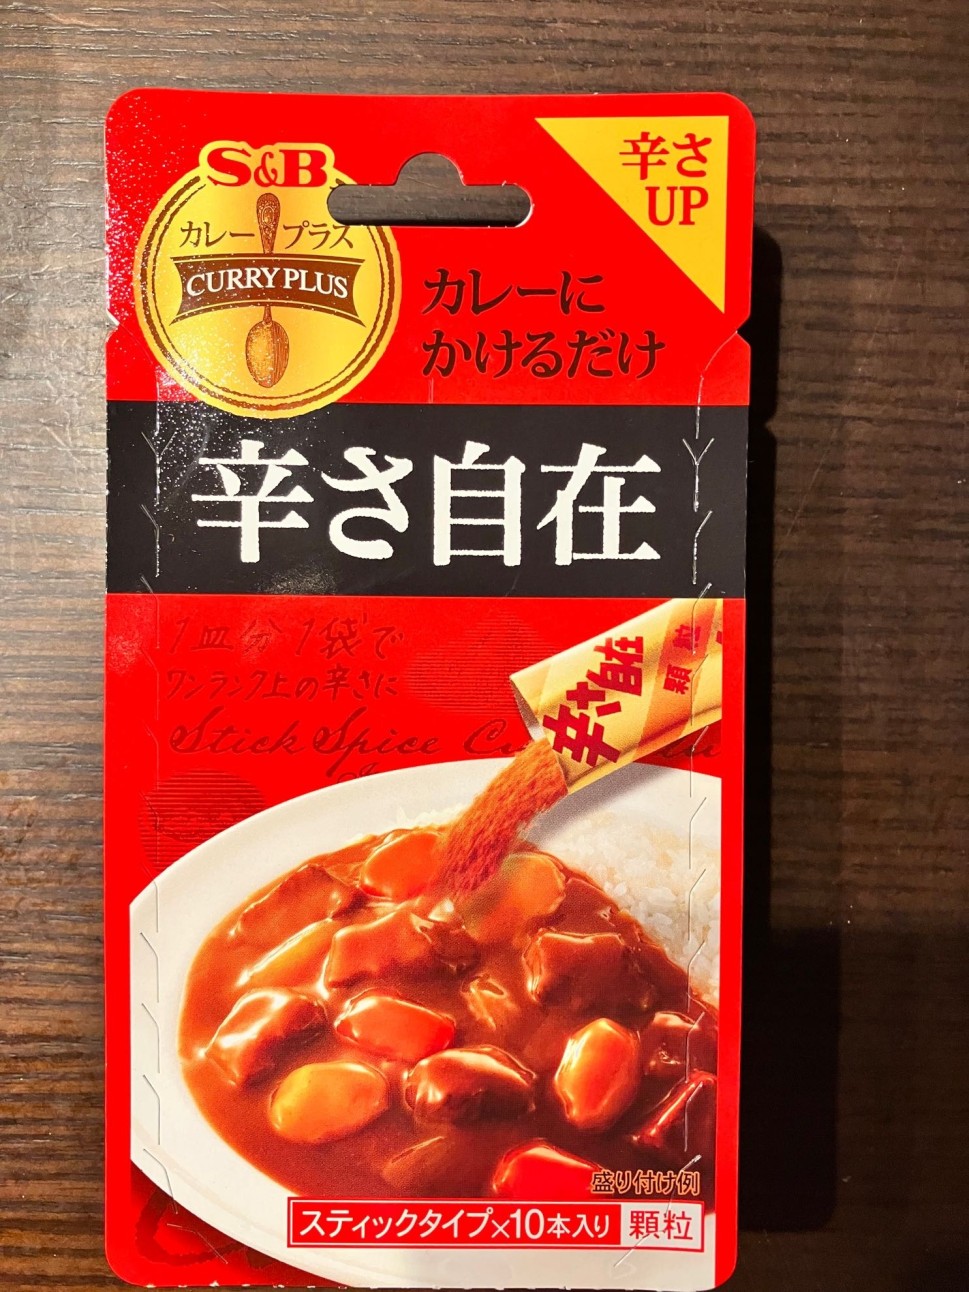 S&B
カレープラス
CURRY PLUS
辛さ
UP
カレーに
かけるだけ
辛さ自在
1皿分1袋で
ワンランク上の辛さに
Stick Spice
辛さ自在
顆粒
盛り付け例
スティックタイプ×10本入り 顆粒